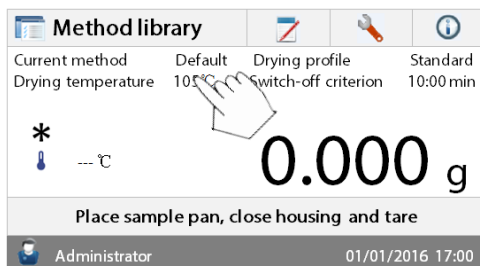 Method library
Current method Default Drying profile Standard
Drying temperature 105℃ Switch-off criterion 10:00 min
* --- ℃ 0.000 g
Place sample pan, close housing and tare
Administrator 01/01/2016 17:00